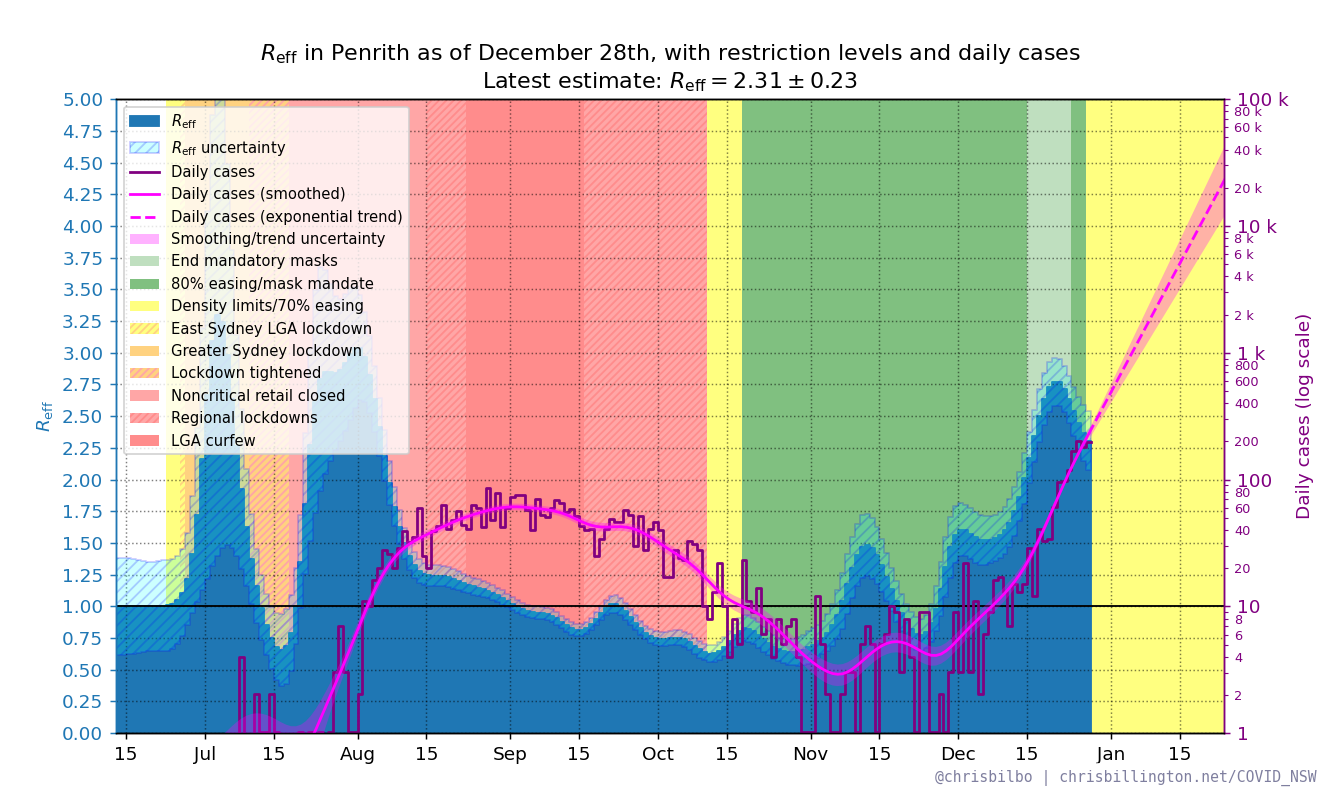 R_eff in Penrith as of December 28th, with restriction levels and daily cases
Latest estimate: R_eff = 2.31 ± 0.23
5.00
4.75
4.50
4.25
4.00
3.75
3.50
3.25
3.00
2.75
2.50
2.25
2.00
1.75
1.50
1.25
1.00
0.75
0.50
0.25
0.00
R_eff
R_eff
R_eff uncertainty
Daily cases
Daily cases (smoothed)
Daily cases (exponential trend)
Smoothing/trend uncertainty
End mandatory masks
80% easing/mask mandate
Density limits/70% easing
East Sydney LGA lockdown
Greater Sydney lockdown
Lockdown tightened
Noncritical retail closed
Regional lockdowns
LGA curfew
100 k
80 k
60 k
40 k
20 k
10 k
8 k
6 k
4 k
2 k
1 k
800
600
400
200
100
80
60
40
20
10
8
6
4
2
1
Daily cases (log scale)
15 Jul 15 Aug 15 Sep 15 Oct 15 Nov 15 Dec 15 Jan 15
@chrisbilbo | chrisbillington.net/COVID_NSW